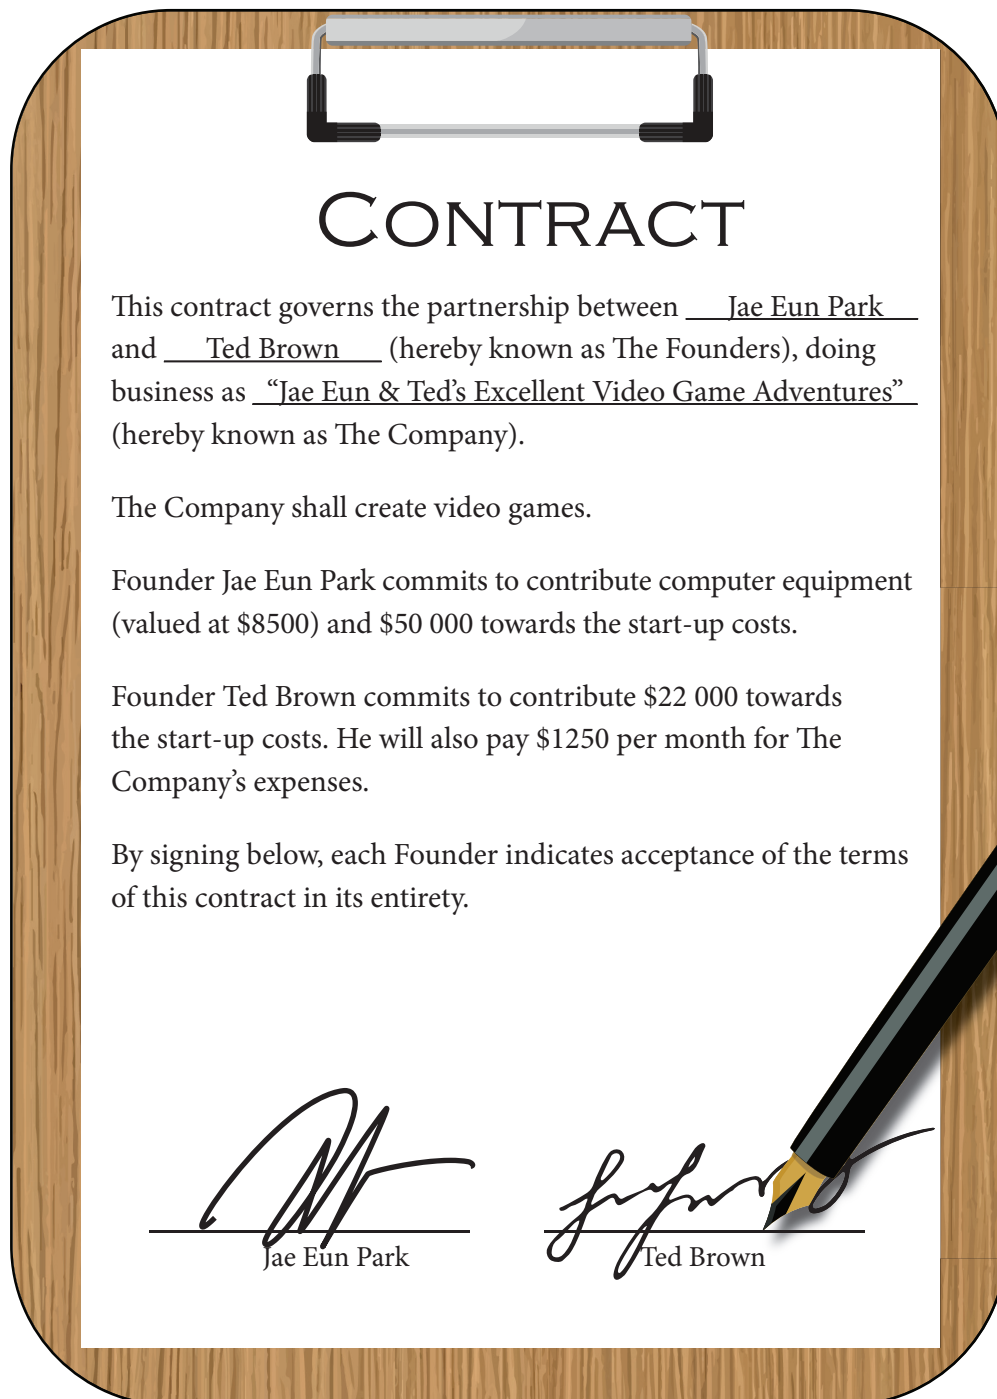 Contract
This contract governs the partnership between Jae Eun Park
and Ted Brown (hereby known as The Founders), doing
business as “Jae Eun & Ted’s Excellent Video Game Adventures”
(hereby known as The Company).
The Company shall create video games.
Founder Jae Eun Park commits to contribute computer equipment
(valued at $8500) and $50 000 towards the start-up costs.
Founder Ted Brown commits to contribute $22 000 towards
the start-up costs. He will also pay $1250 per month for The
Company’s expenses.
By signing below, each Founder indicates acceptance of the terms
of this contract in its entirety.
Jae Eun Park
Ted Brown